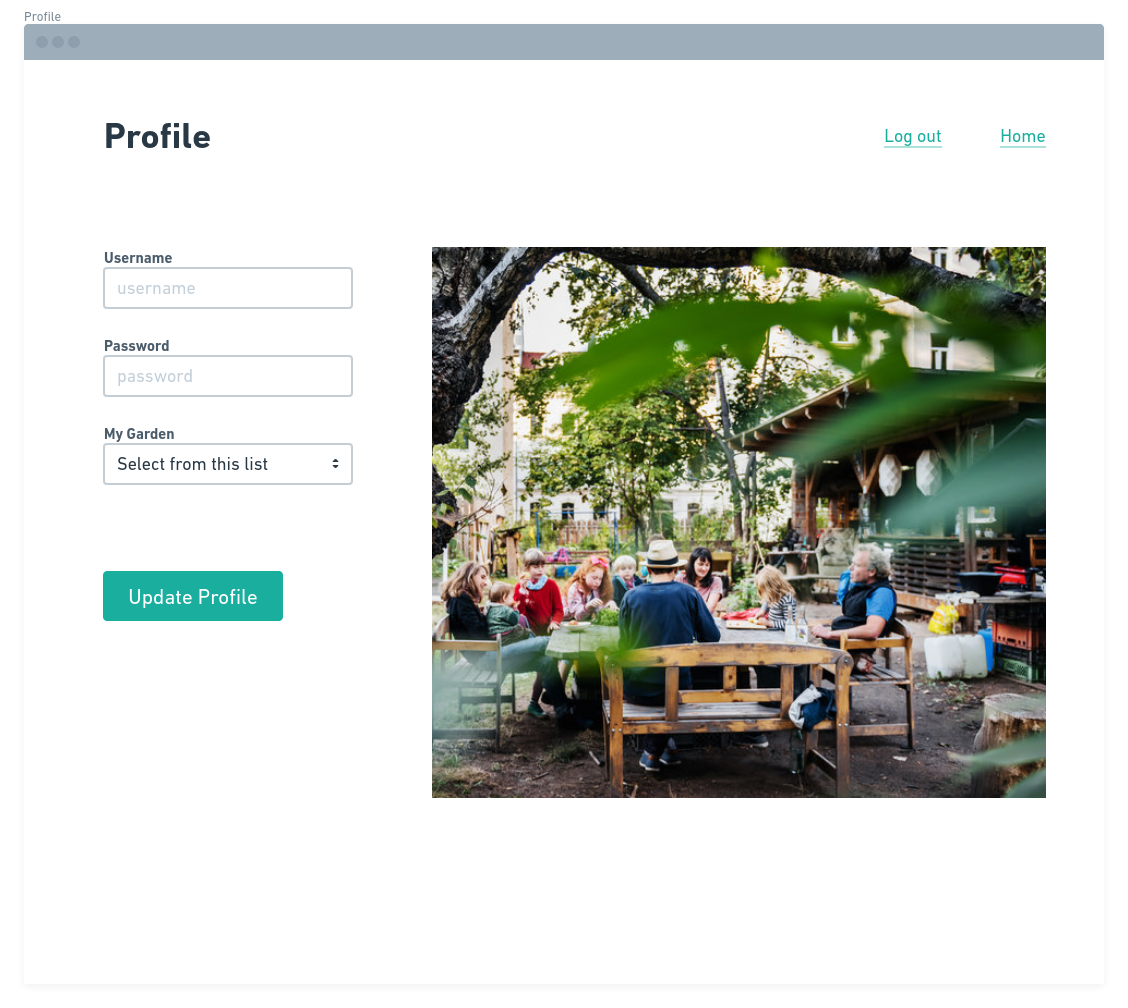 Profile
Profile
Log out
Home
Username
username
Password
password
My Garden
Select from this list
Update Profile